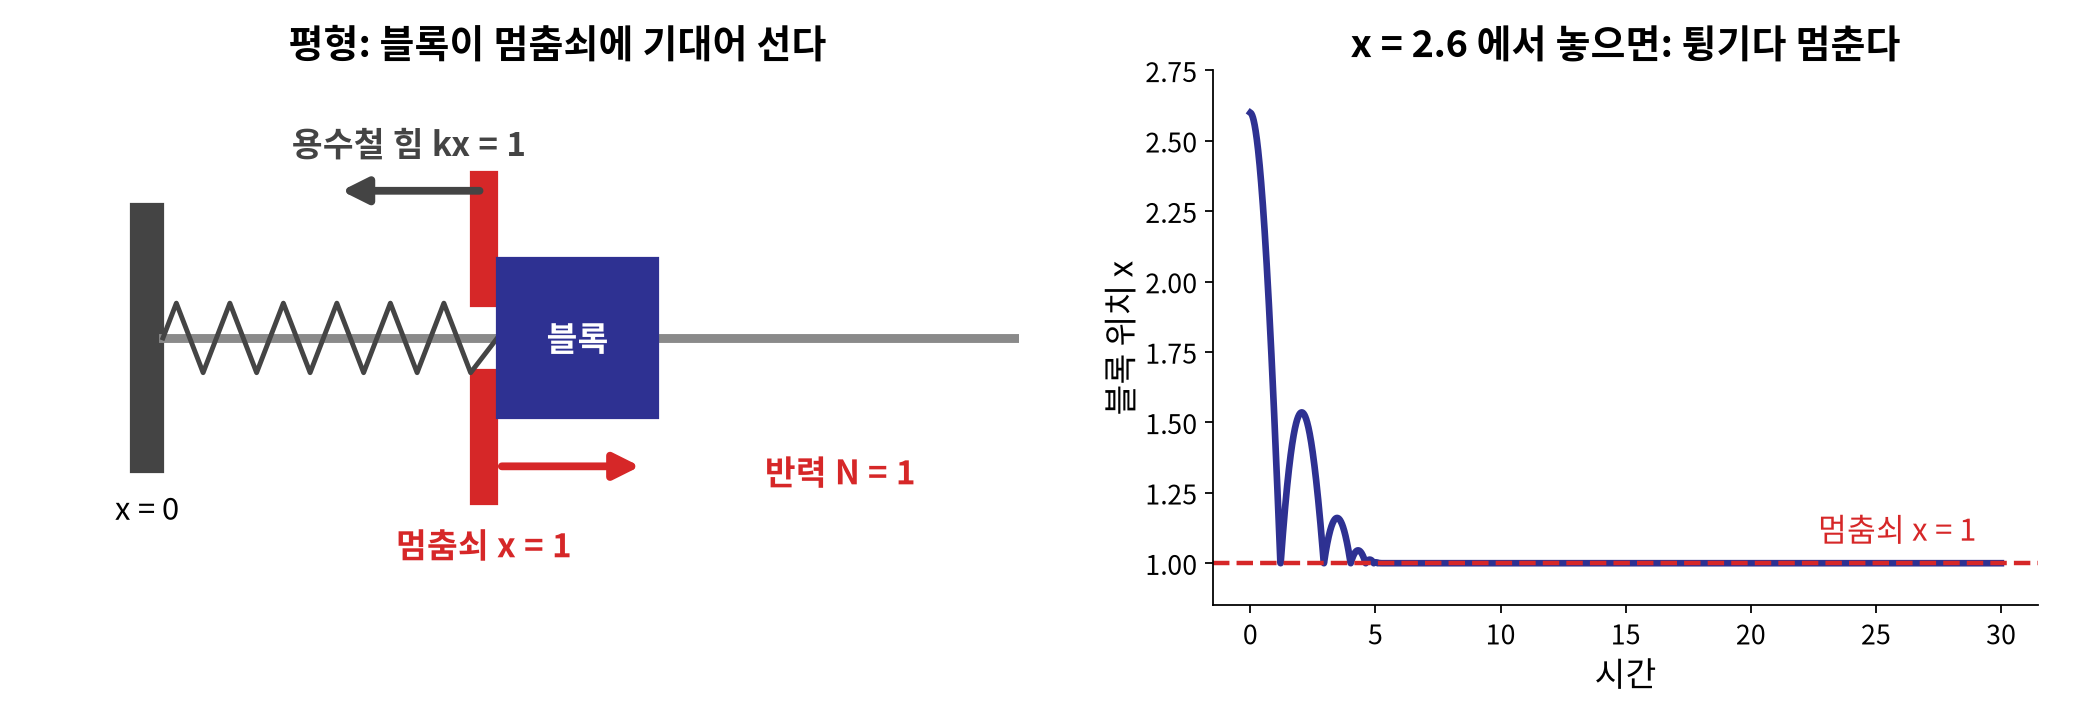 평형: 블록이 멈춤쇠에 기대어 선다
용수철 힘 kx = 1
블록
반력 N = 1
x = 0
멈춤쇠 x = 1
x = 2.6 에서 놓으면: 튕기다 멈춘다
블록 위치 x
2.75
2.50
2.25
2.00
1.75
1.50
1.25
1.00
멈춤쇠 x = 1
0 5 10 15 20 25 30
시간